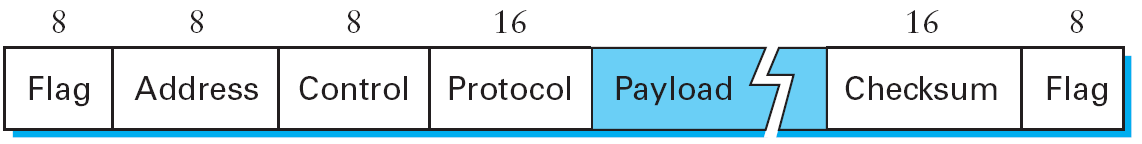 8 8 8 16 16 8
Flag Address Control Protocol Payload Checksum Flag